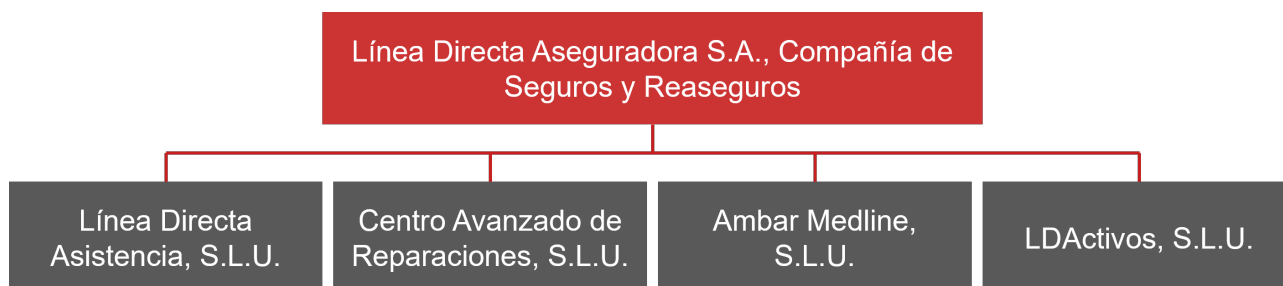 Línea Directa Aseguradora S.A., Compañía de
Seguros y Reaseguros
Línea Directa
Asistencia, S.L.U.
Centro Avanzado de
Reparaciones, S.L.U.
Ambar Medline,
S.L.U.
LDActivos, S.L.U.